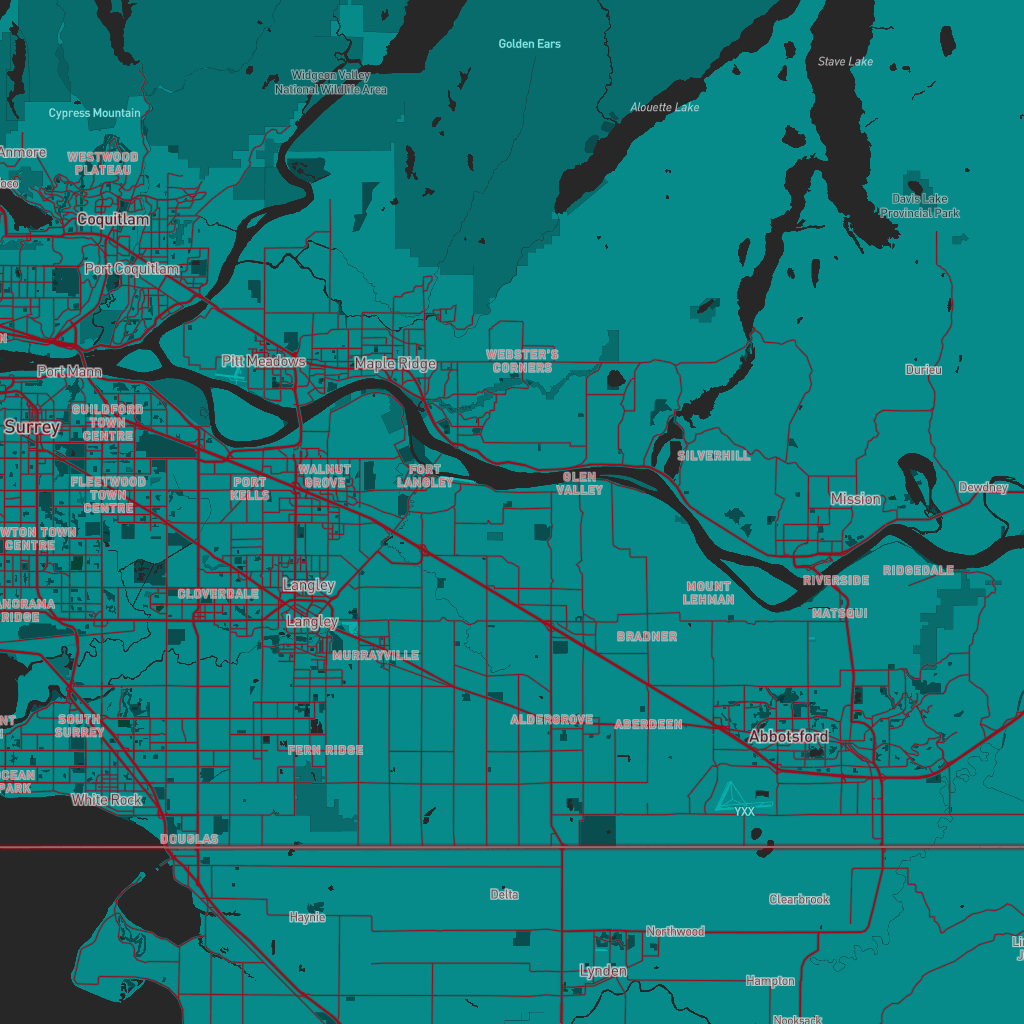 Golden Ears
Stave Lake
Widgeon Valley
National Wildlife Area
Alouette Lake
Cypress Mountain
Anmore
WESTWOOD
PLATEAU
Davis Lake
Provincial Park
Coquitlam
Port Coquitlam
Pitt Meadows
Maple Ridge
WEBSTER'S
CORNERS
Port Mann
Durieu
GUILDFORD
TOWN
CENTRE
Surrey
SILVERHILL
FLEETWOOD
TOWN
CENTRE
PORT
KELLS
WALNUT
GROVE
FORT
LANGLEY
GLEN
VALLEY
Dewdney
Mission
WTON TOWN
CENTRE
RIDGEDALE
RIVERSIDE
Langley
CLOVERDALE
MOUNT
LEHMAN
ANORAMA
RIDGE
MATSQUI
Langley
BRADNER
MURRAYVILLE
SOUTH
SURREY
ALDERGROVE
ABERDEEN
Abbotsford
FERN RIDGE
OCEAN
PARK
White Rock
YXX
DOUGLAS
Delta
Clearbrook
Haynie
Northwood
Lynden
Hampton
Nooksack